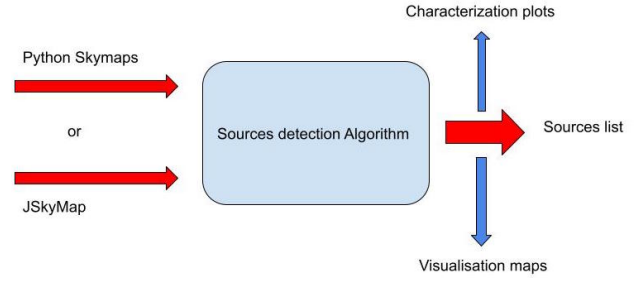 Characterization plots
Python Skymaps
or
Sources detection Algorithm
Sources list
JSkyMap
Visualisation maps